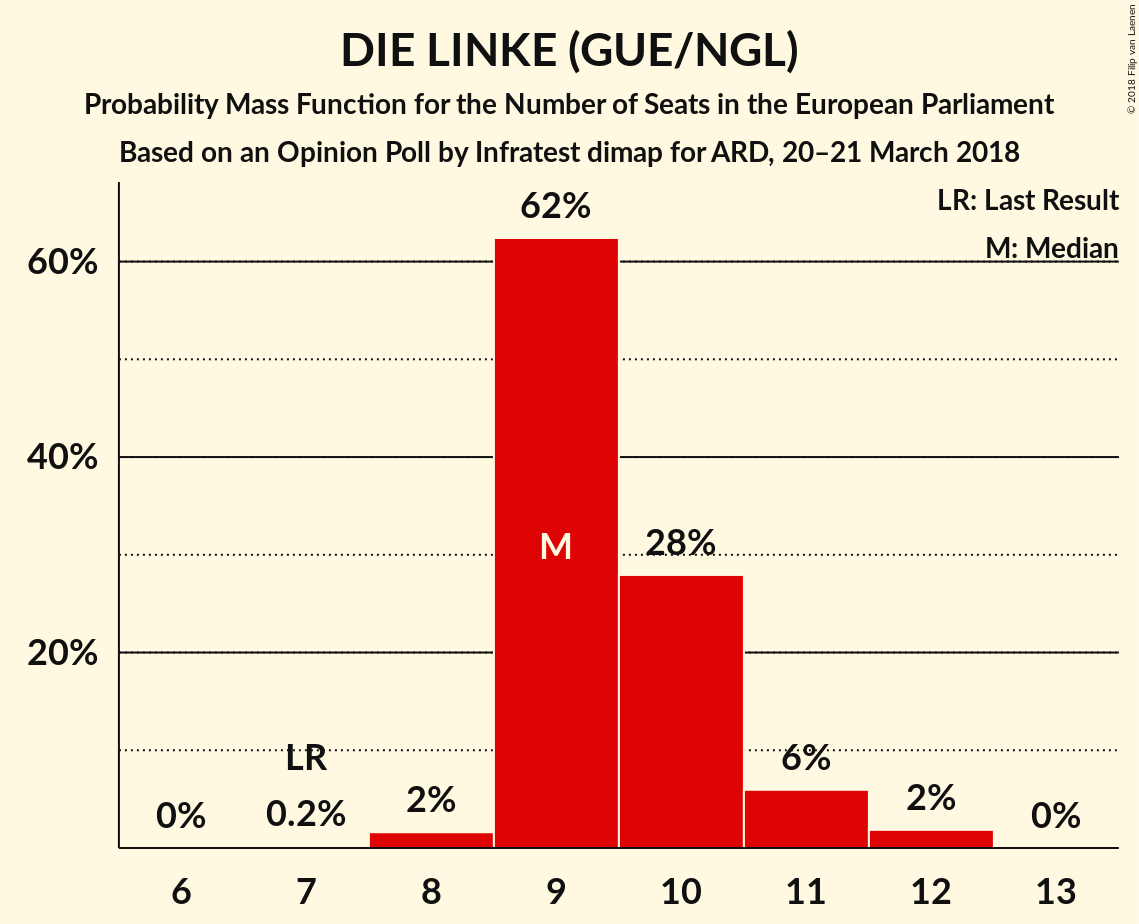 DIE LINKE (GUE/NGL)
Probability Mass Function for the Number of Seats in the European Parliament
Based on an Opinion Poll by Infratest dimap for ARD, 20–21 March 2018
© 2018 Filip van Laenen
LR: Last Result
M: Median
62%
60%
40%
M
28%
20%
LR
6%
0%
0.2%
2%
2%
0%
6 7 8 9 10 11 12 13